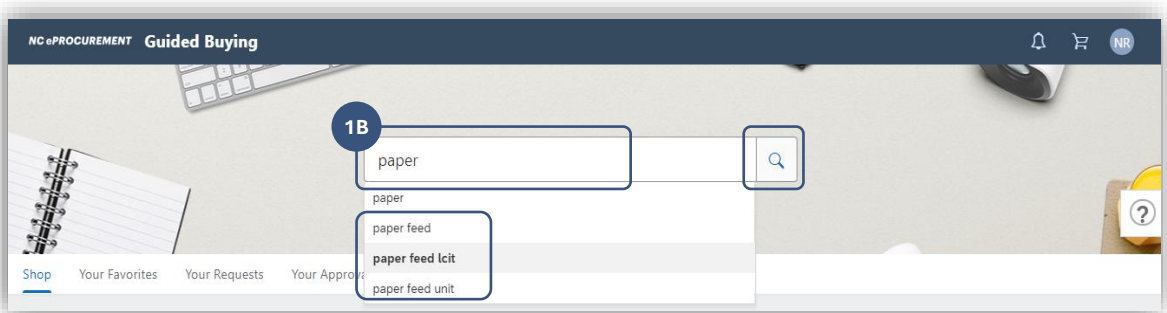 NC ePROCUREMENT Guided Buying
NR
1B
paper
paper
paper feed
paper feed lcit
paper feed unit
?
Shop Your Favorites Your Requests Your Approva